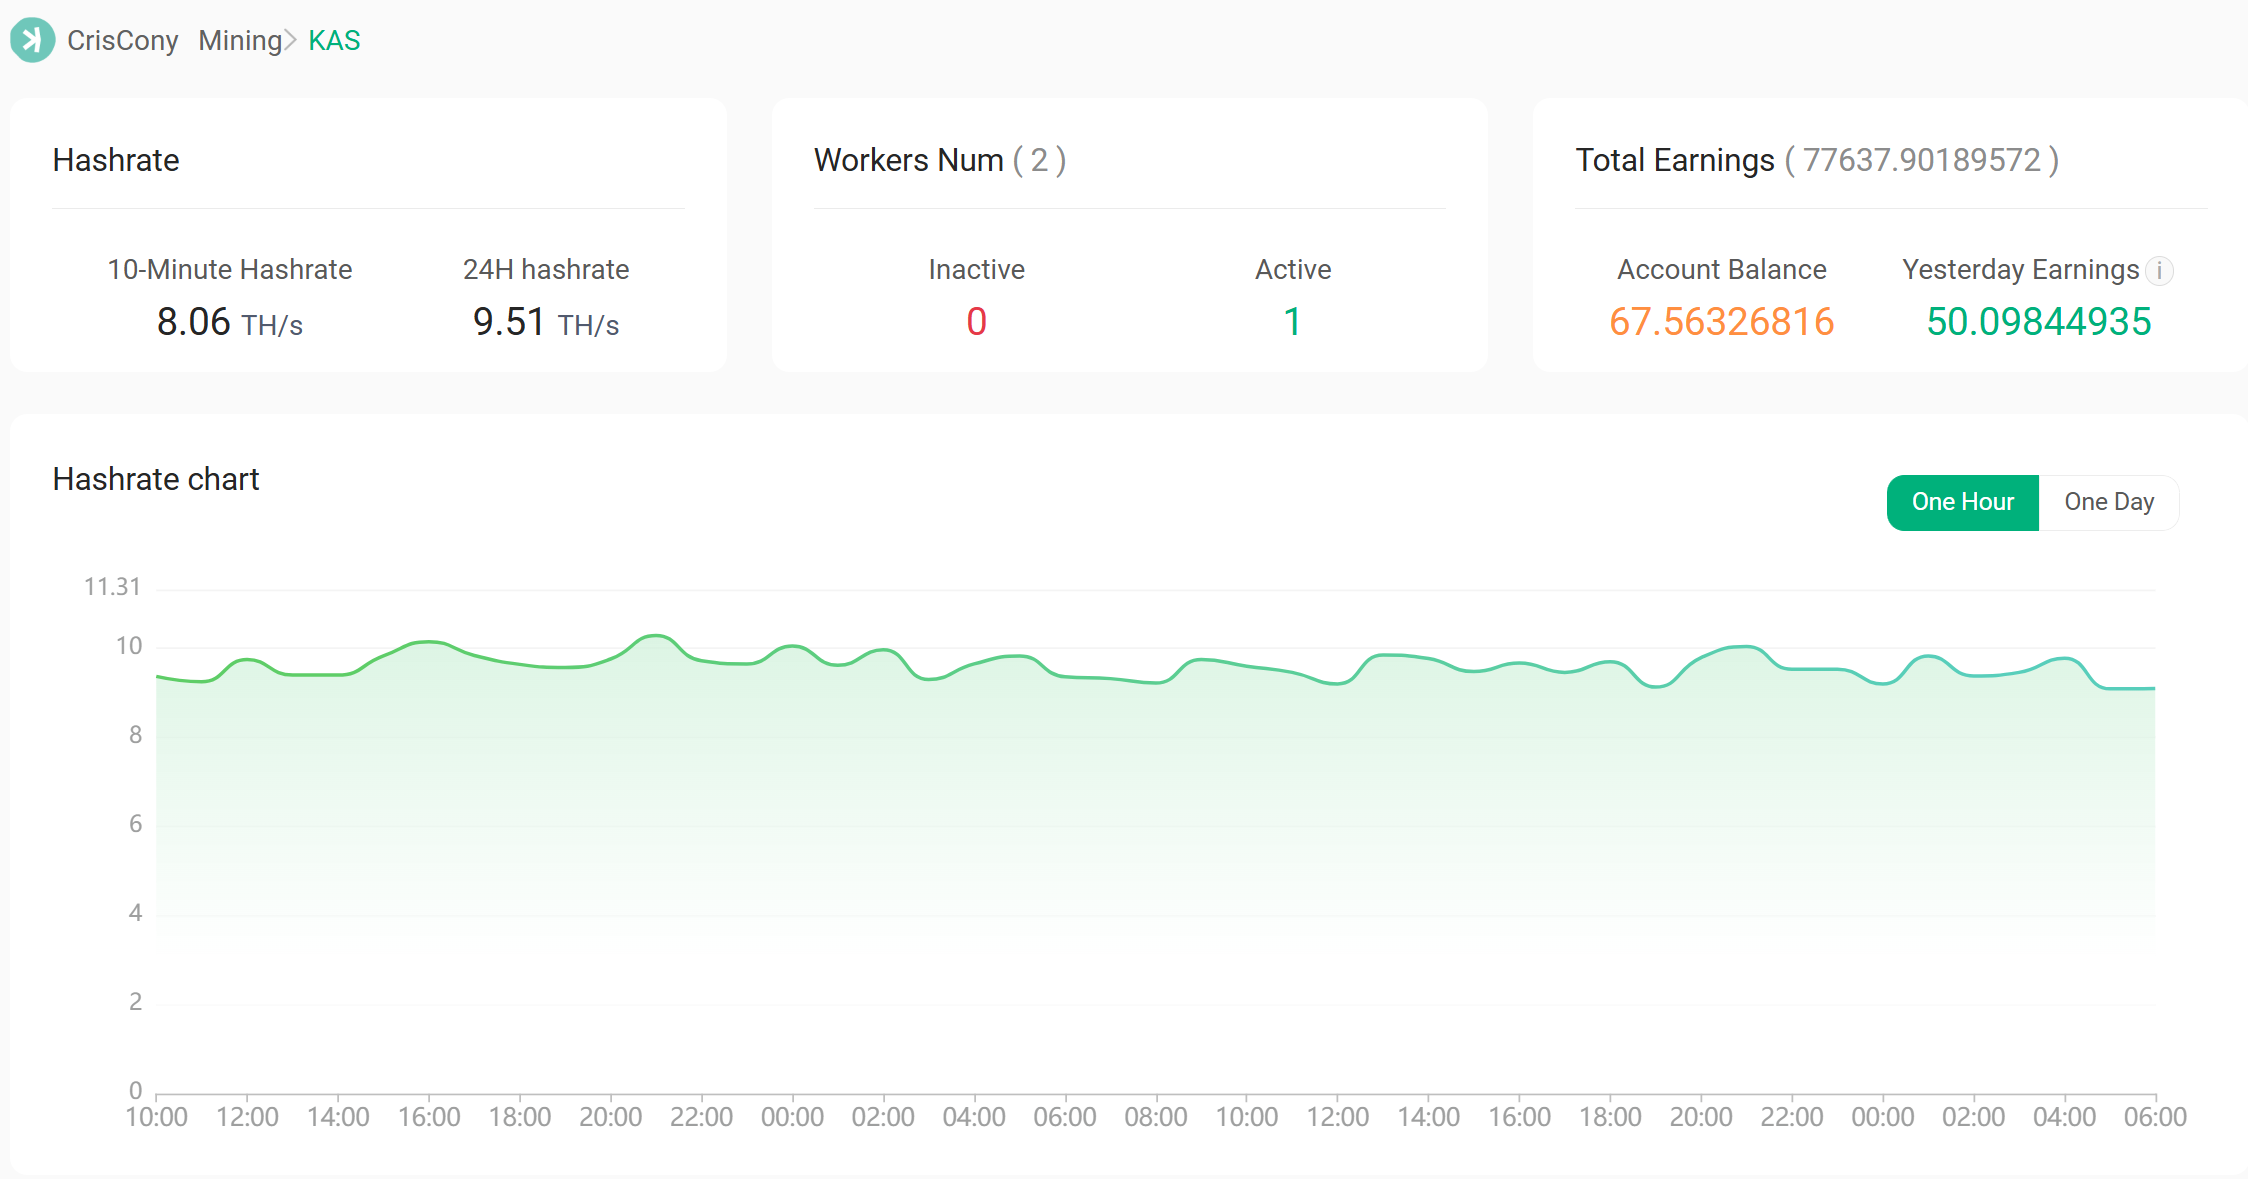 CrisCony Mining KAS
Hashrate
10-Minute Hashrate 24H hashrate
8.06 TH/s 9.51 TH/s
Workers Num ( 2 )
Inactive Active
0 1
Total Earnings ( 77637.90189572 )
Account Balance Yesterday Earnings i
67.56326816 50.09844935
Hashrate chart
One Hour One Day
11.31
10
8
6
4
2
0
10:00 12:00 14:00 16:00 18:00 20:00 22:00 00:00 02:00 04:00 06:00 08:00 10:00 12:00 14:00 16:00 18:00 20:00 22:00 00:00 02:00 04:00 06:00